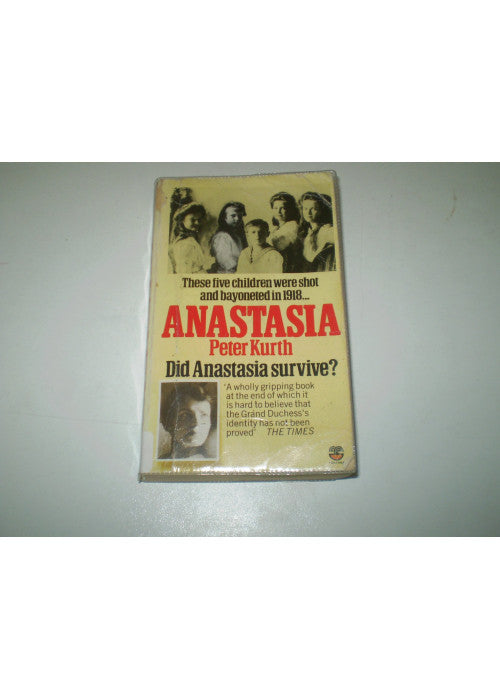 These five children were shot
and bayoneted in 1918...
ANASTASIA
Peter Kurth
Did Anastasia survive?
'A wholly gripping book
at the end of which it
is hard to believe that
the Grand Duchess's
identity has not been
proved' THE TIMES